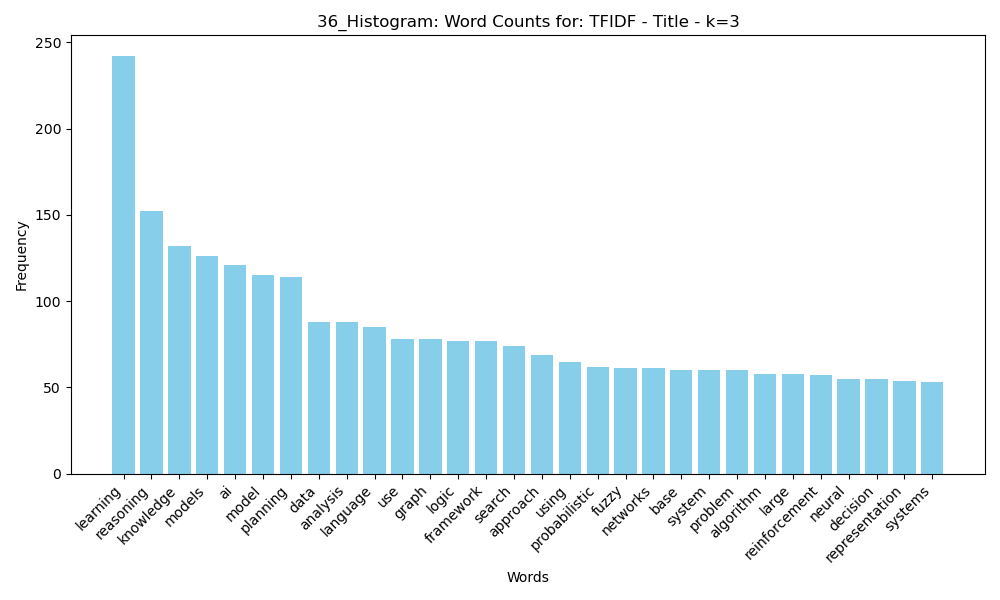 36_Histogram: Word Counts for: TFIDF - Title - k=3
Frequency
250
200
150
100
50
0
learning
reasoning
knowledge
models
ai
model
planning
data
analysis
language
use
graph
logic
framework
search
approach
using
probabilistic
fuzzy
networks
base
system
problem
algorithm
large
reinforcement
neural
decision
representation
systems
Words